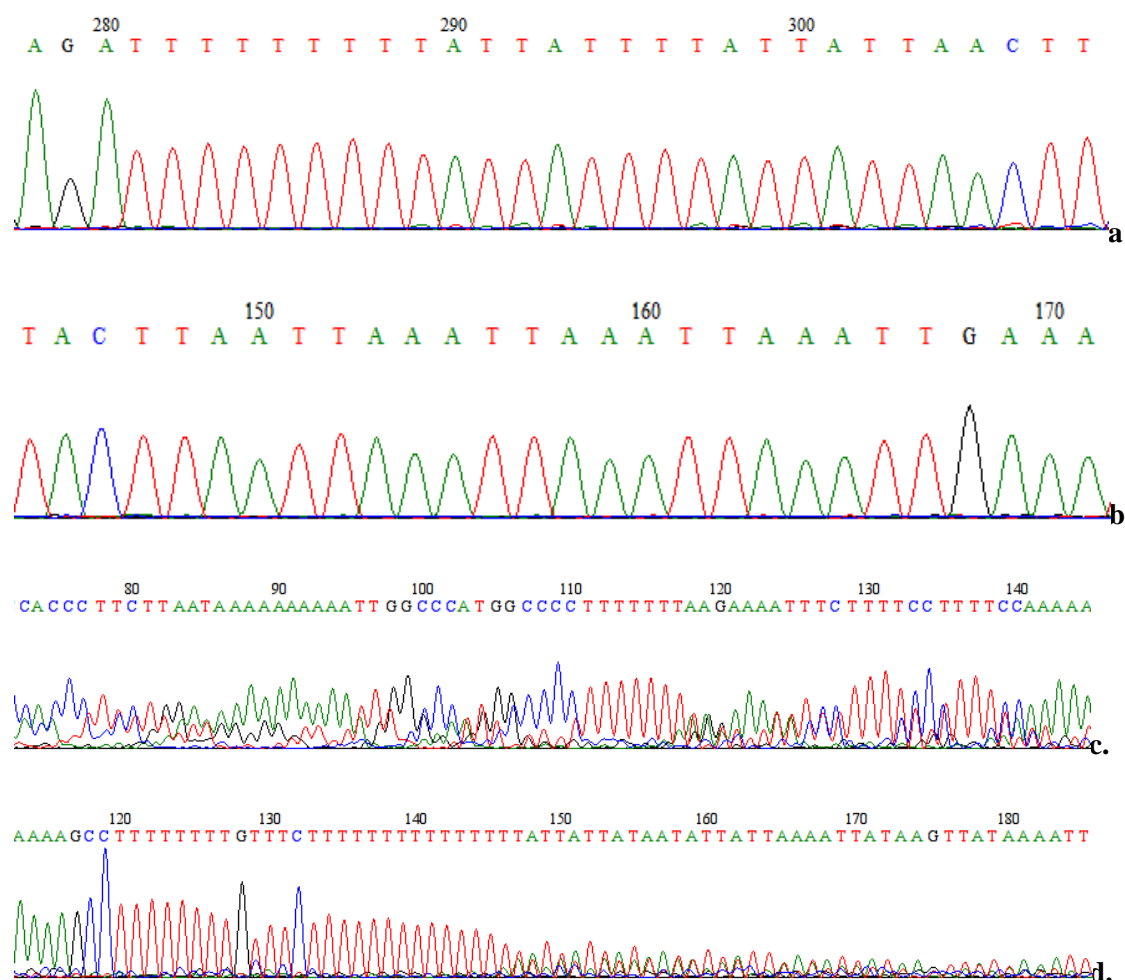 280 290 300
A G A T T T T T T T T T A T T A T T T T A T T A T T A A C T T
a
150 160 170
T A C T T A A T T A A A T T A A A T T A A A T T G A A A
b
80 90 100 110 120 130 140
CACCCTTCTTAATAAAAAAAAAATTGGCCCATGGCCCCTTTTTTTAAGAAAATTTCTTTTCCTTTTCCAAAAA
c.
120 130 140 150 160 170 180
AAAAGCCTTTTTTTTGTTTCTTTTTTTTTTTTTTTATTATTATAATATTATTAAAATTATAAGTTATAAAATT
d.